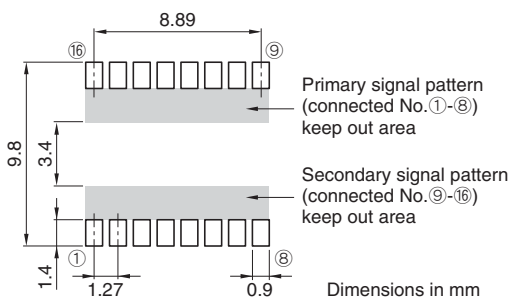 8.89
⑯
⑨
Primary signal pattern
(connected No.①-⑧)
keep out area
9.8
3.4
Secondary signal pattern
(connected No.⑨-⑯)
keep out area
①
⑧
1.4
1.27
0.9
Dimensions in mm